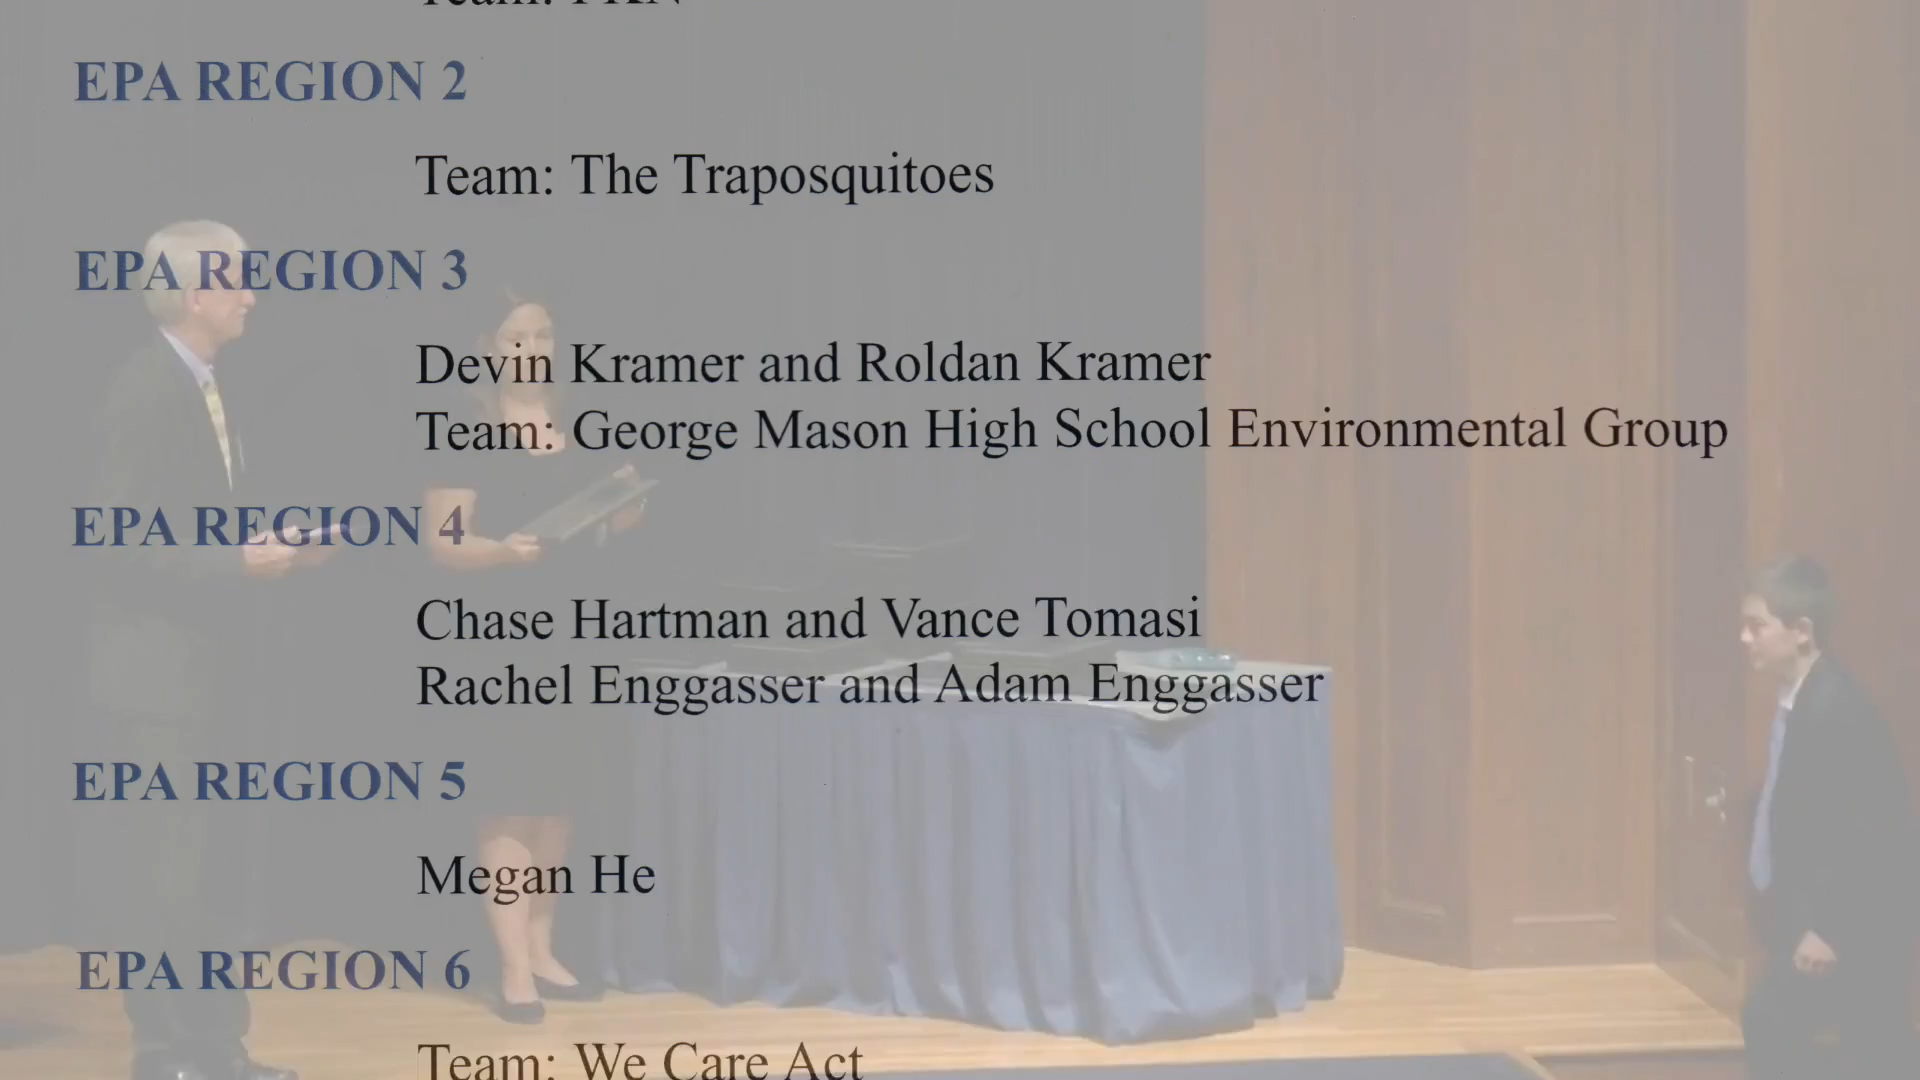 Team:
EPA REGION 2
Team: The Traposquitoes
EPA REGION 3
Devin Kramer and Roldan Kramer
Team: George Mason High School Environmental Group
EPA REGION 4
Chase Hartman and Vance Tomasi
Rachel Enggasser and Adam Enggasser
EPA REGION 5
Megan He
EPA REGION 6
Team: We Care Act